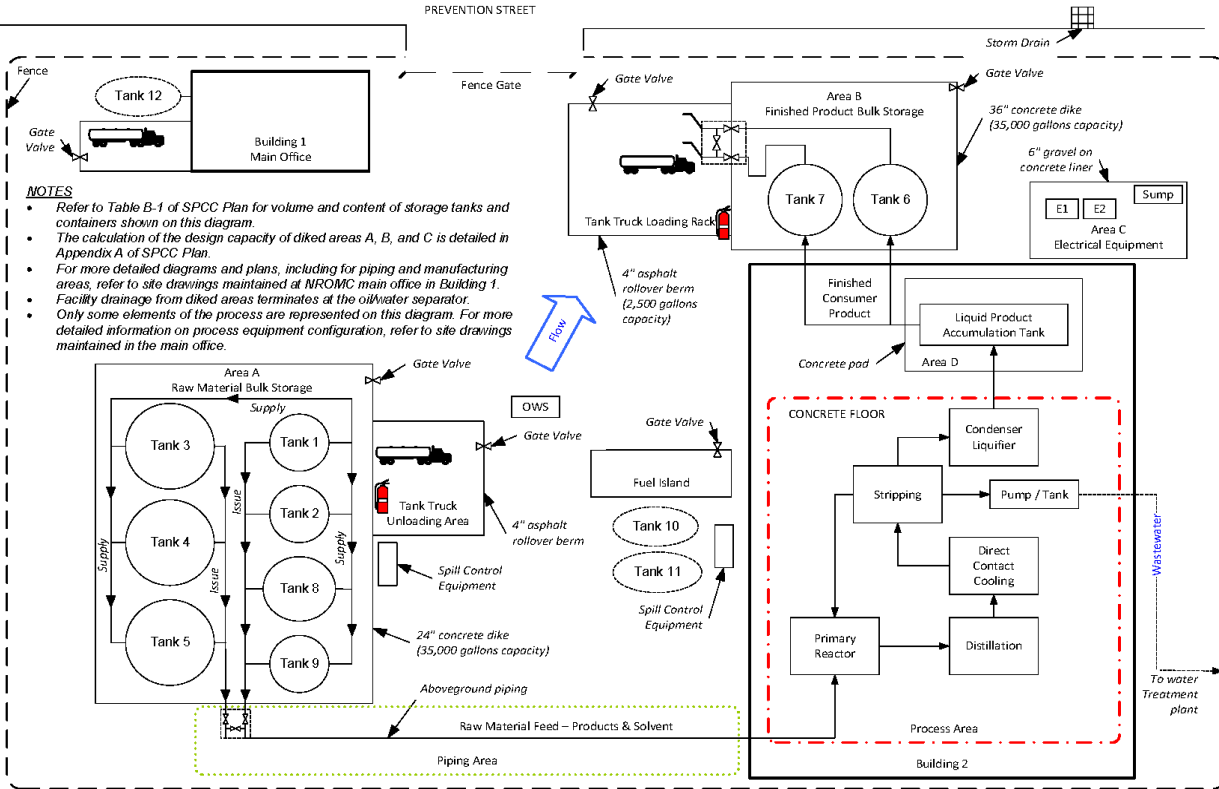 PREVENTION STREET
Storm Drain
Fence
Fence Gate
Tank 12
Gate
Valve
Building 1
Main Office
Gate Valve
Area B
Finished Product Bulk Storage
Gate Valve
36" concrete dike
(35,000 gallons capacity)
6" gravel on
concrete liner
Tank 7
Tank 6
Tank Truck Loading Rack
E1
E2
Sump
Area C
Electrical Equipment
NOTES
• Refer to Table B-1 of SPCC Plan for volume and content of storage tanks and
containers shown on this diagram.
• The calculation of the design capacity of diked areas A, B, and C is detailed in
Appendix A of SPCC Plan.
• For more detailed diagrams and plans, including for piping and manufacturing
areas, refer to site drawings maintained at NROMC main office in Building 1.
• Facility drainage from diked areas terminates at the oil/water separator.
• Only some elements of the process are represented on this diagram. For more
detailed information on process equipment configuration, refer to site drawings
maintained in the main office.
4" asphalt
rollover berm
(2,500 gallons
capacity)
Flow
Finished
Consumer
Product
Liquid Product
Accumulation Tank
Concrete pad
Area D
Area A
Raw Material Bulk Storage
Supply
Gate Valve
OWS
Gate Valve
Tank 3
Tank 1
Tank 4
Tank 2
Tank 5
Tank 8
Tank 9
Supply
Issue
Issue
Supply
Tank Truck
Unloading Area
4" asphalt
rollover berm
Spill Control
Equipment
24" concrete dike
(35,000 gallons capacity)
Gate Valve
Fuel Island
Tank 10
Tank 11
Spill Control
Equipment
CONCRETE FLOOR
Condenser
Liquifier
Stripping
Pump / Tank
Direct
Contact
Cooling
Primary
Reactor
Distillation
Wastewater
To water
Treatment
plant
Aboveground piping
Raw Material Feed – Products & Solvent
Piping Area
Process Area
Building 2